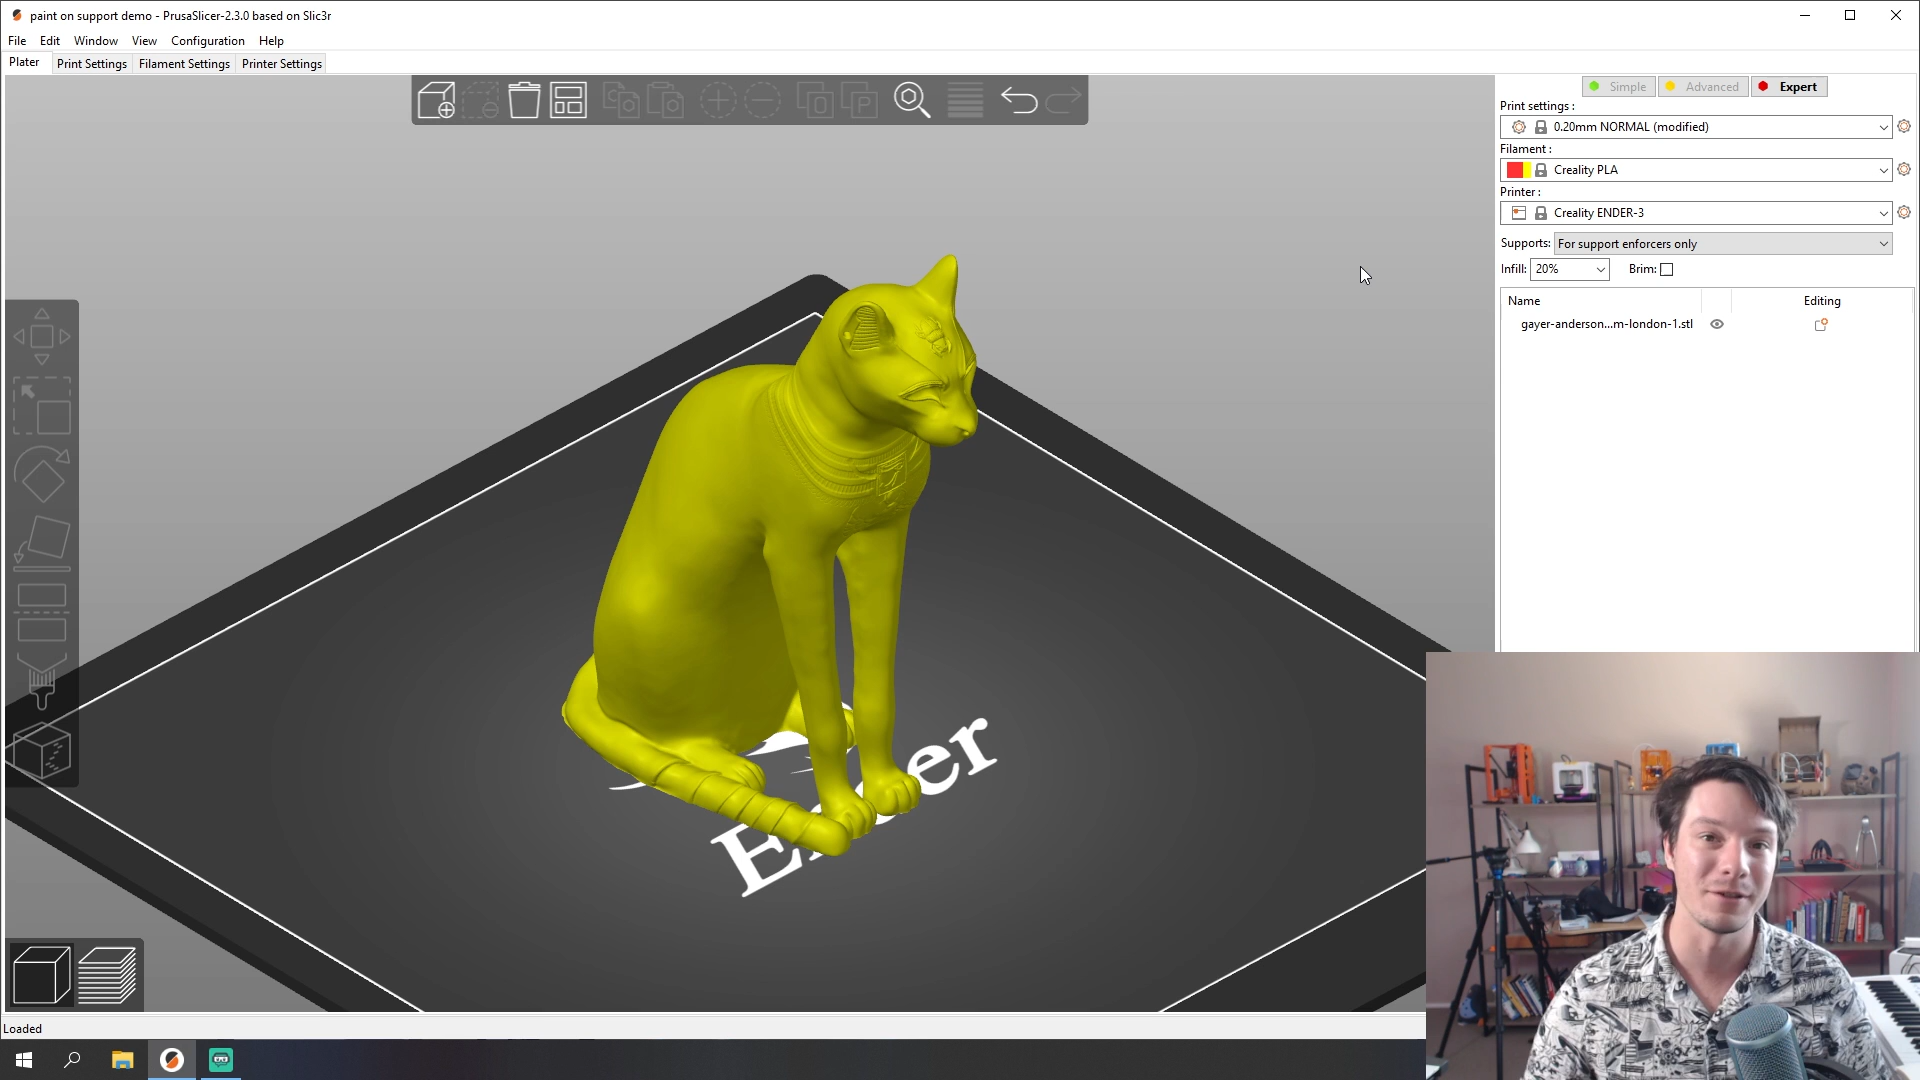 paint on support demo - PrusaSlicer-2.3.0 based on Slic3r
File Edit Window View Configuration Help
Plater Print Settings Filament Settings Printer Settings
Simple Advanced Expert
Print settings :
0.20mm NORMAL (modified)
Filament :
Creality PLA
Printer :
Creality ENDER-3
Supports: For support enforcers only
Infill: 20% Brim:
Name Editing
gayer-anderson...m-london-1.stl
Loaded